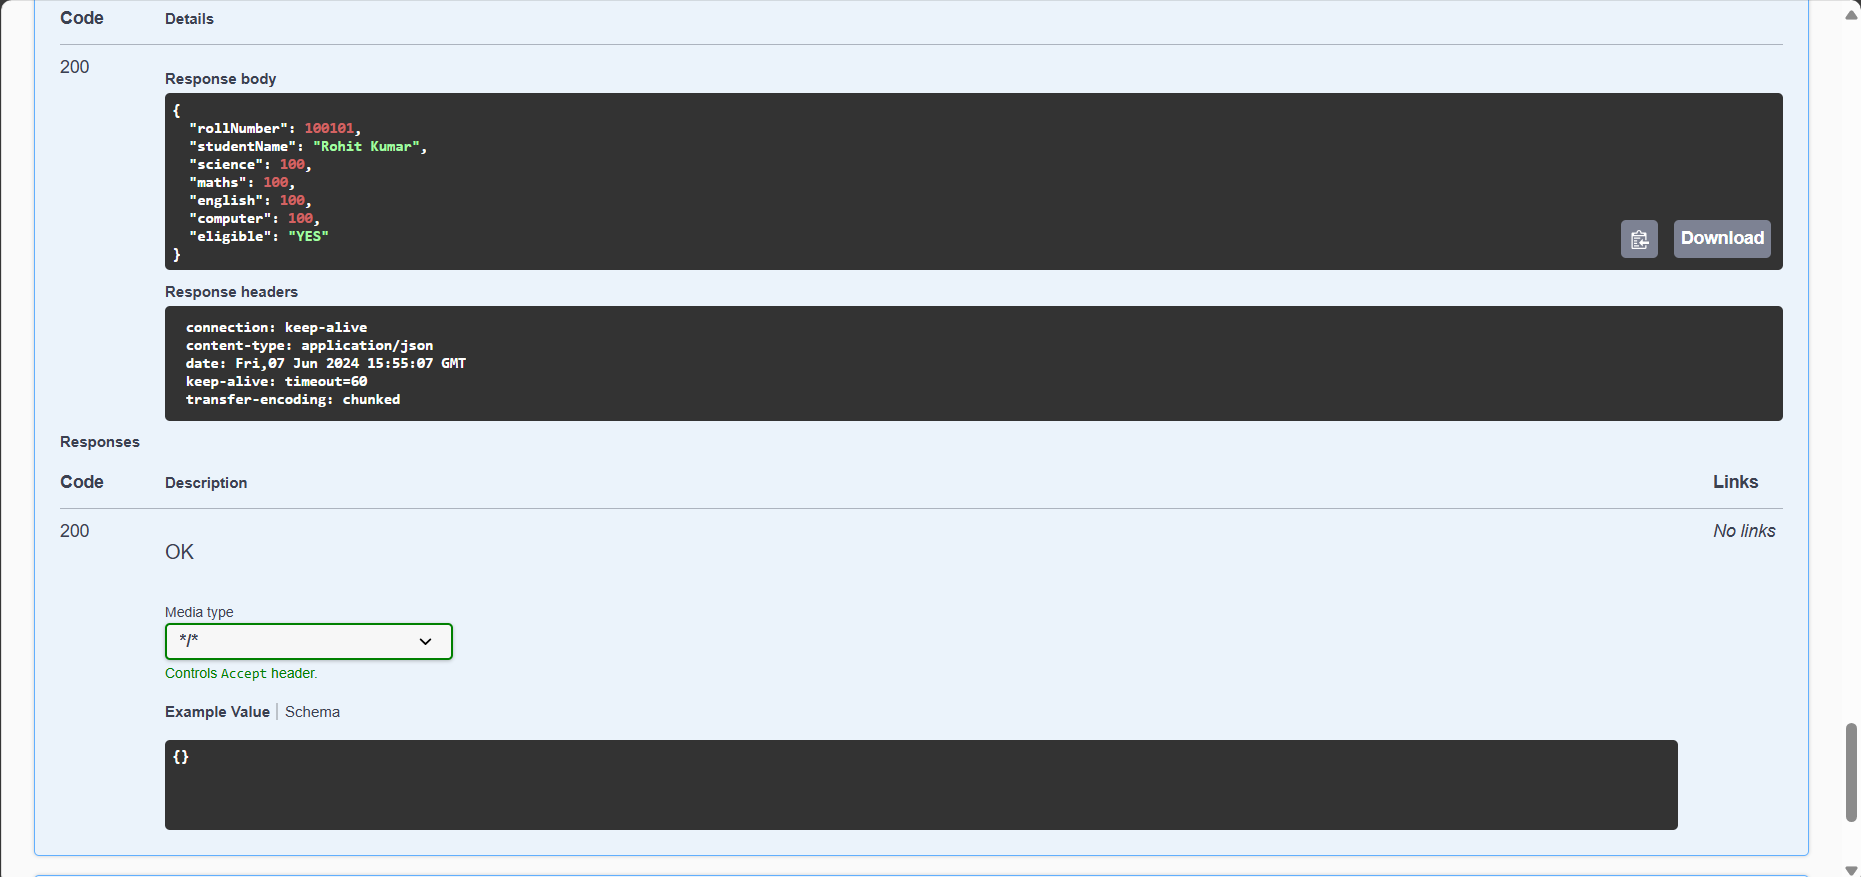 Code Details
200
Response body
{
  "rollNumber": 100101,
  "studentName": "Rohit Kumar",
  "science": 100,
  "maths": 100,
  "english": 100,
  "computer": 100,
  "eligible": "YES"
}
Download
Response headers
connection: keep-alive
content-type: application/json
date: Fri,07 Jun 2024 15:55:07 GMT
keep-alive: timeout=60
transfer-encoding: chunked
Responses
Code Description Links
200 No links
OK
Media type
*/*
Controls Accept header.
Example Value Schema
{}